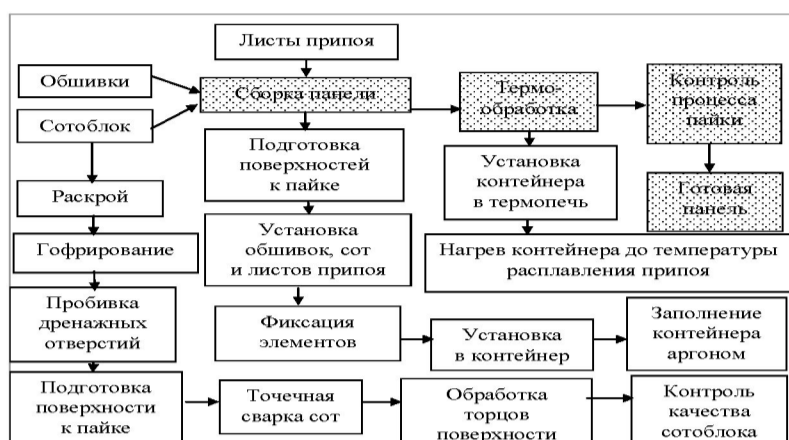 Листы припоя
Обшивки
Сборка панели
Термо-
обработка
Контроль
процесса
пайки
Сотоблок
Подготовка
поверхностей
к пайке
Установка
контейнера
в термопечь
Готовая
панель
Раскрой
Гофрирование
Установка
обшивок, сот
и листов припоя
Нагрев контейнера до температуры
расплавления припоя
Пробивка
дренажных
отверстий
Фиксация
элементов
Установка
в контейнер
Заполнение
контейнера
аргоном
Подготовка
поверхности
к пайке
Точечная
сварка сот
Обработка
торцов
поверхности
Контроль
качества
сотоблока